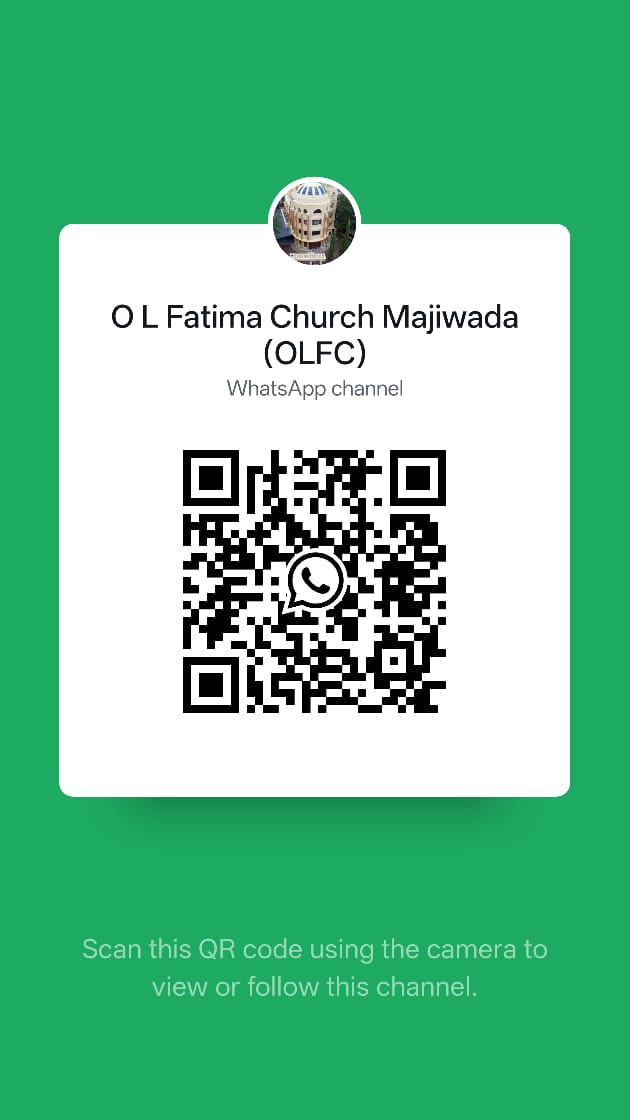 O L Fatima Church Majiwada
(OLFC)
WhatsApp channel
Scan this QR code using the camera to
view or follow this channel.